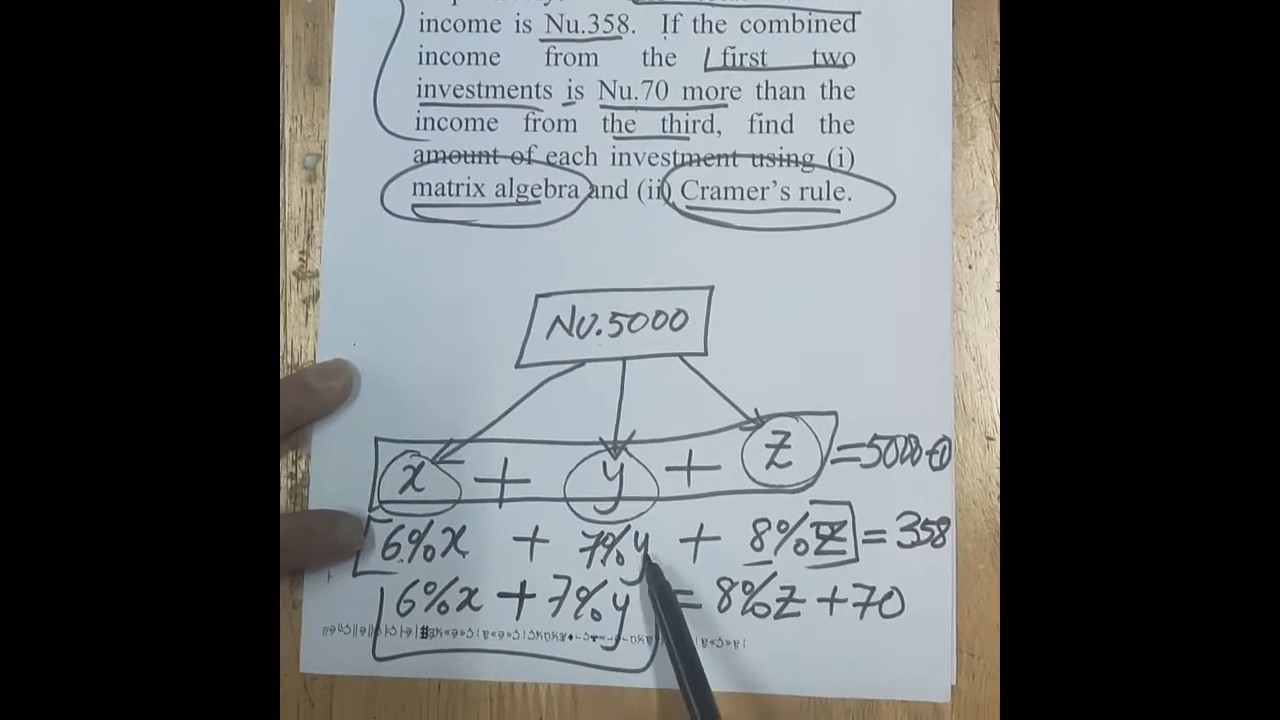 income is Nu.358. If the combined
income from the first two
investments is Nu.70 more than the
income from the third, find the
amount of each investment using (i)
matrix algebra and (ii) Cramer's rule.
NU.5000
x + y + z = 5000-①
6%x + 7%y + 8%z = 358
6%x + 7%y = 8%z + 70